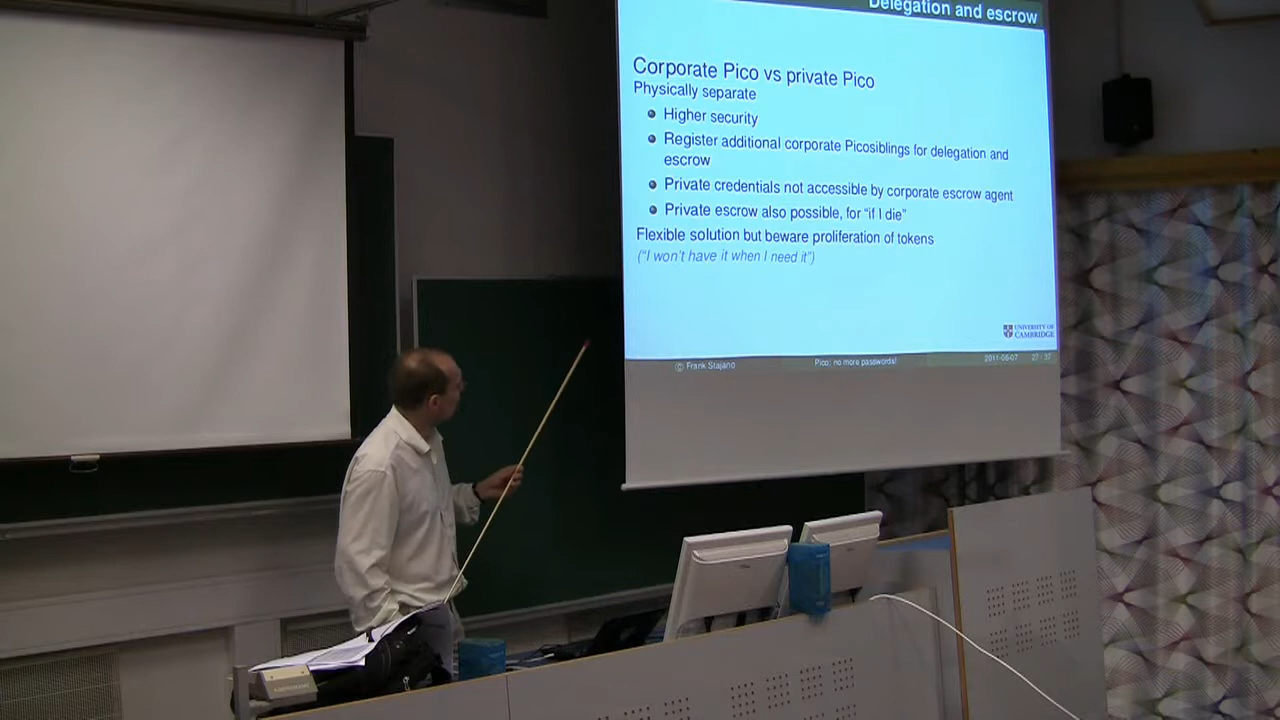 Delegation and escrow
Corporate Pico vs private Pico
Physically separate
Higher security
Register additional corporate Picosiblings for delegation and
escrow
Private credentials not accessible by corporate escrow agent
Private escrow also possible, for “if I die”
Flexible solution but beware proliferation of tokens
(“I won't have it when I need it”)
UNIVERSITY OF
CAMBRIDGE
© Frank Stajano Pico: no more passwords! 2011-06-07 27 / 37